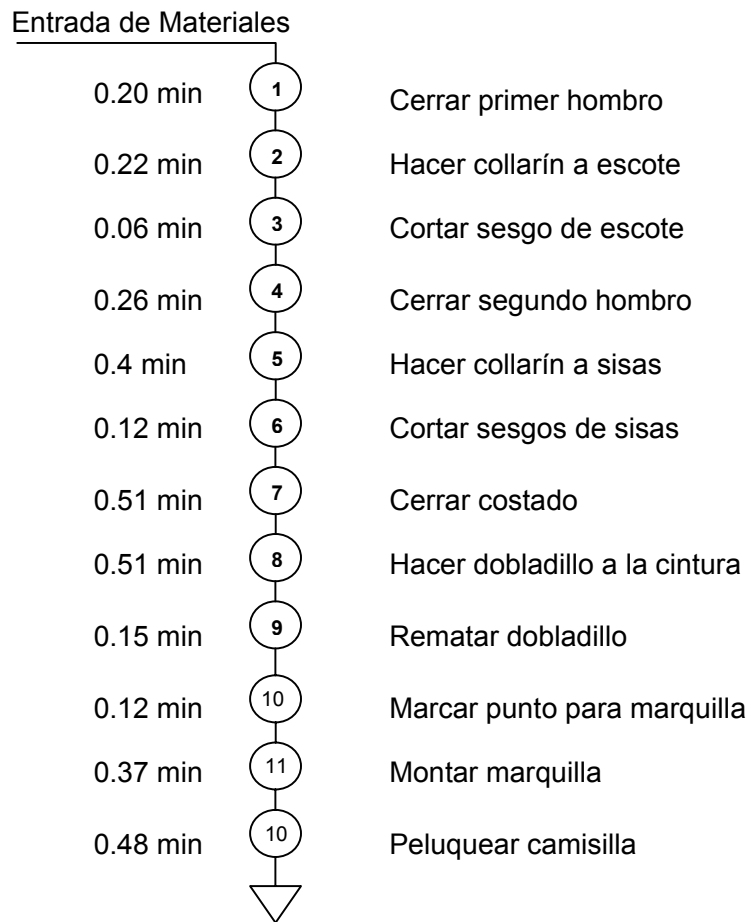 Entrada de Materiales
0.20 min 1 Cerrar primer hombro
0.22 min 2 Hacer collarín a escote
0.06 min 3 Cortar sesgo de escote
0.26 min 4 Cerrar segundo hombro
0.4 min 5 Hacer collarín a sisas
0.12 min 6 Cortar sesgos de sisas
0.51 min 7 Cerrar costado
0.51 min 8 Hacer dobladillo a la cintura
0.15 min 9 Rematar dobladillo
0.12 min 10 Marcar punto para marquilla
0.37 min 11 Montar marquilla
0.48 min 10 Peluquear camisilla